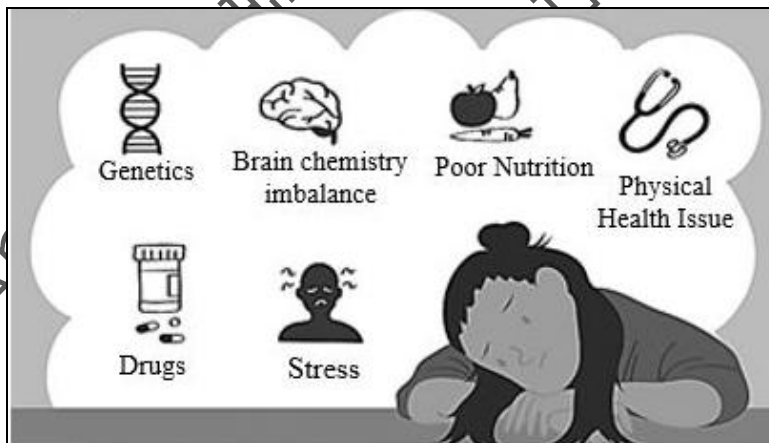 Genetics
Brain chemistry
imbalance
Poor Nutrition
Physical
Health Issue
Drugs
Stress